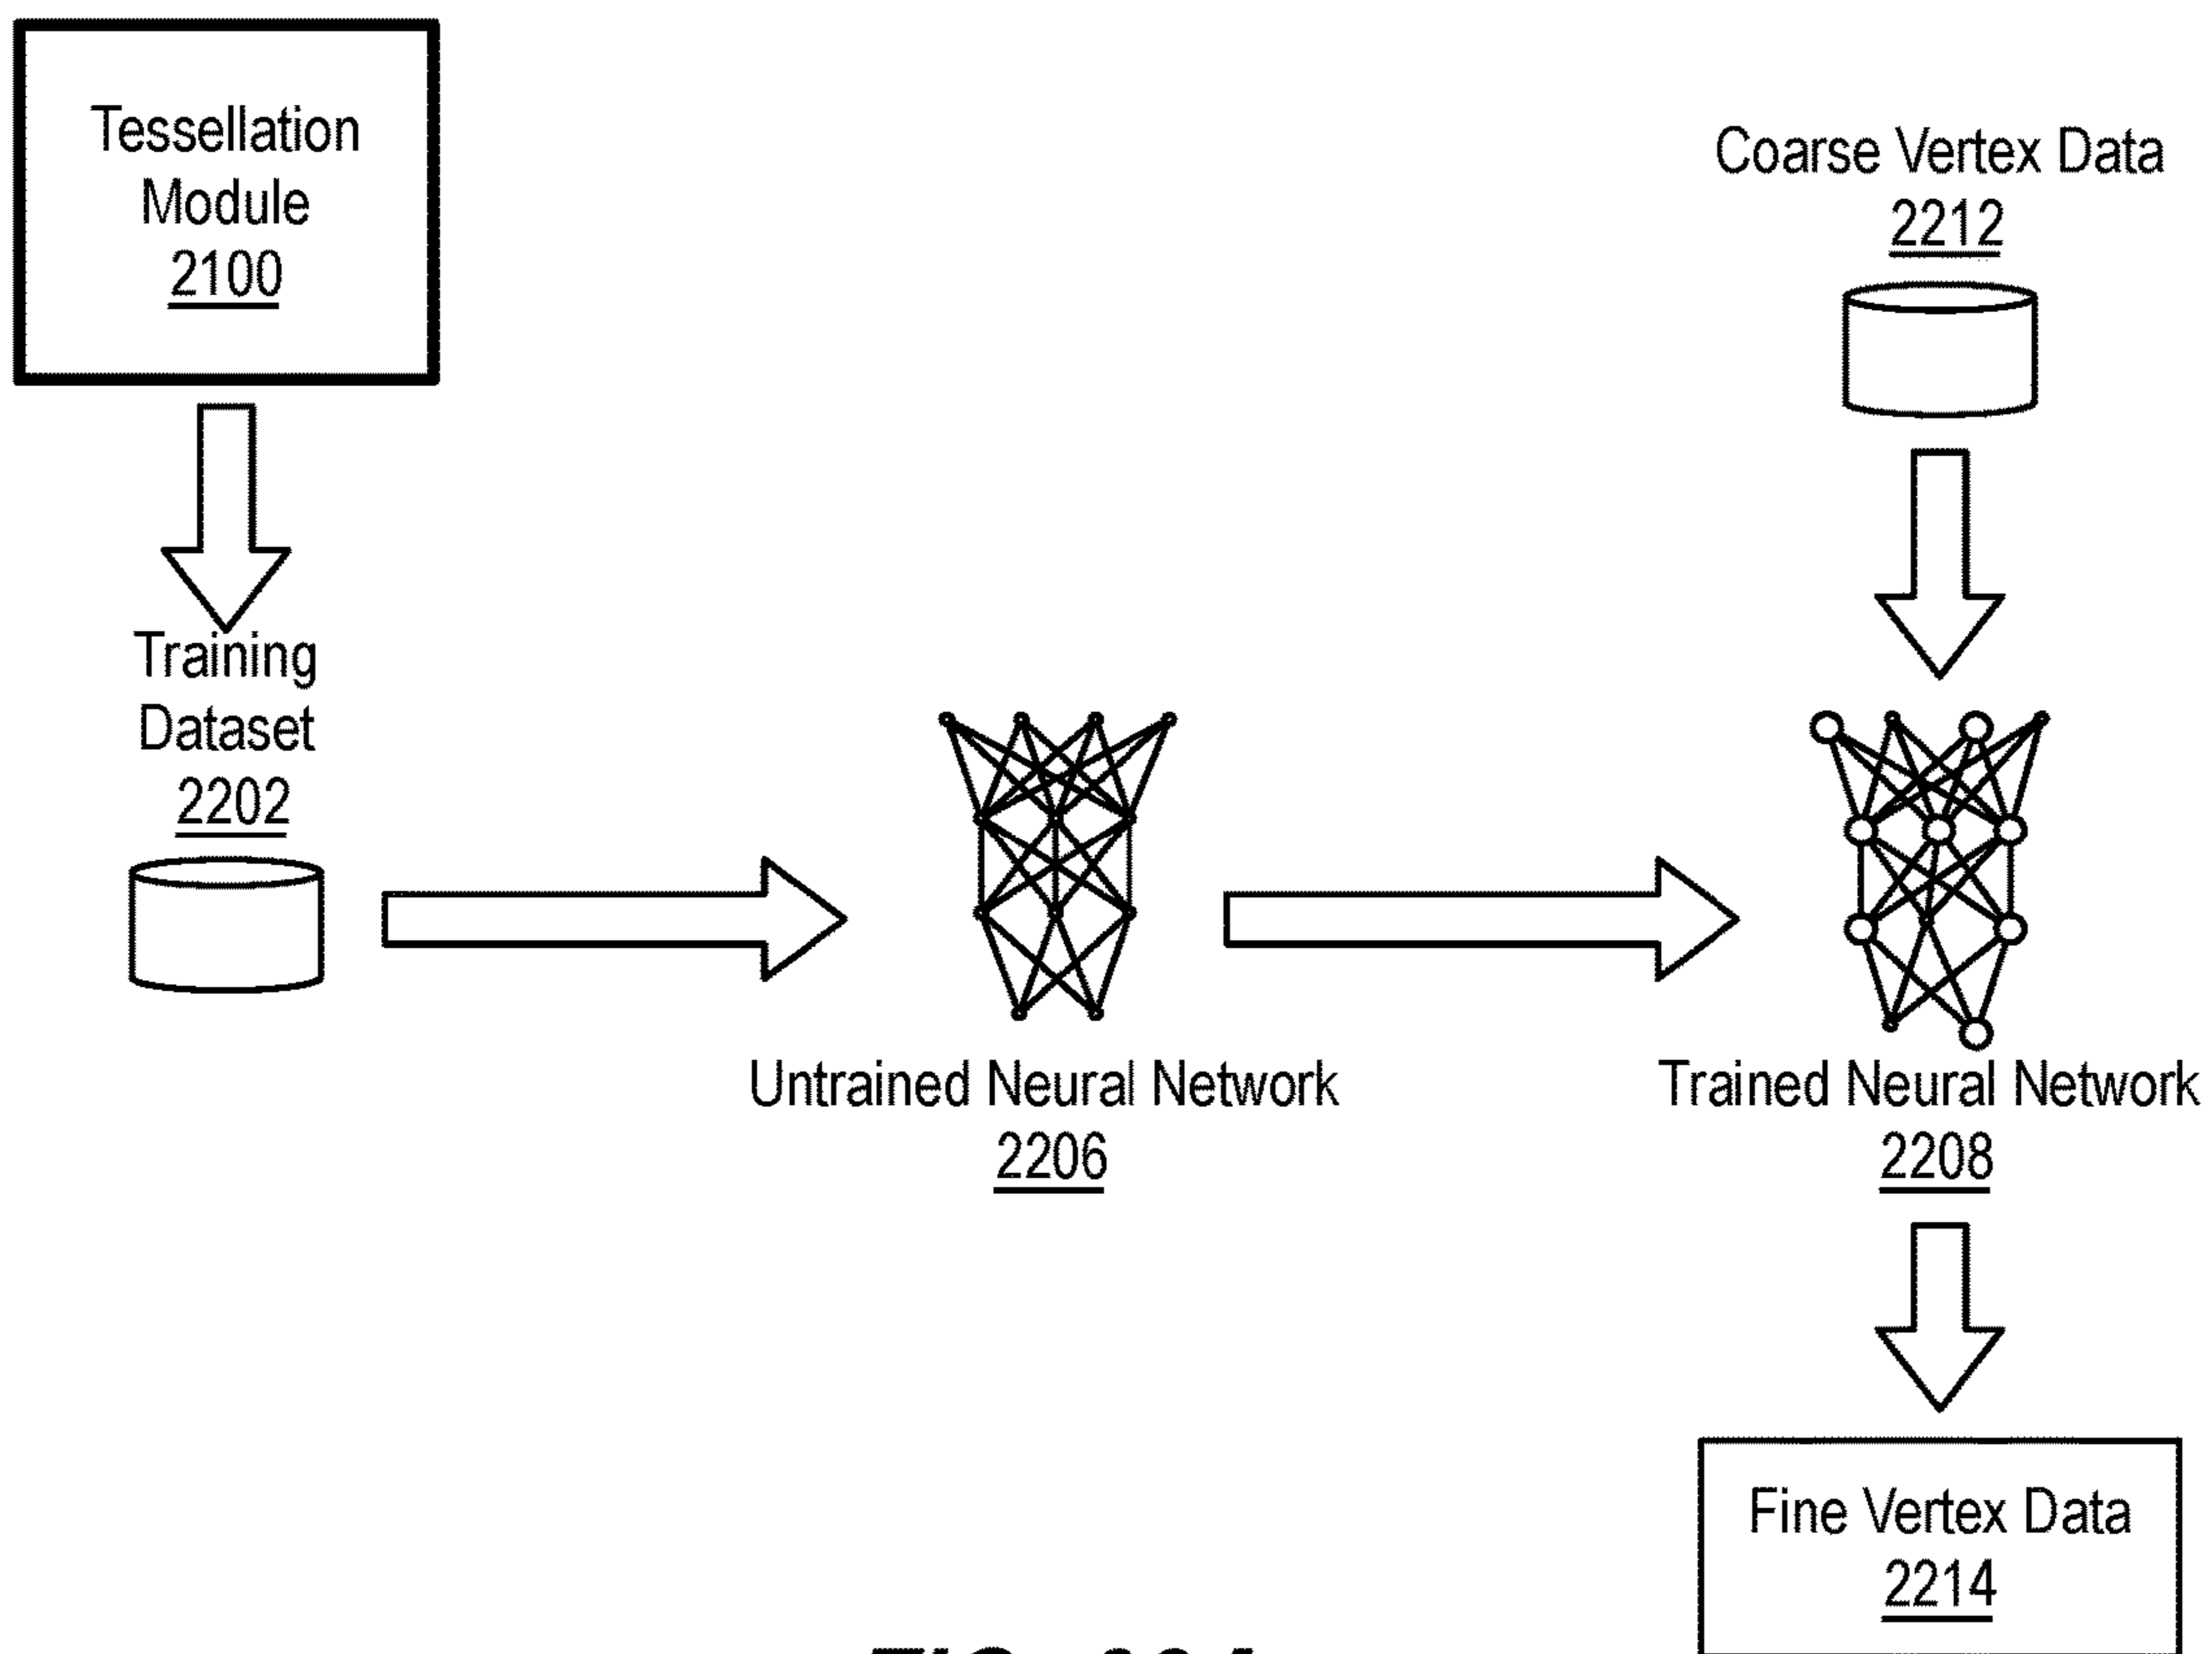 Tessellation
Module
2100
Coarse Vertex Data
2212
Training
Dataset
2202
Untrained Neural Network
2206
Trained Neural Network
2208
Fine Vertex Data
2214